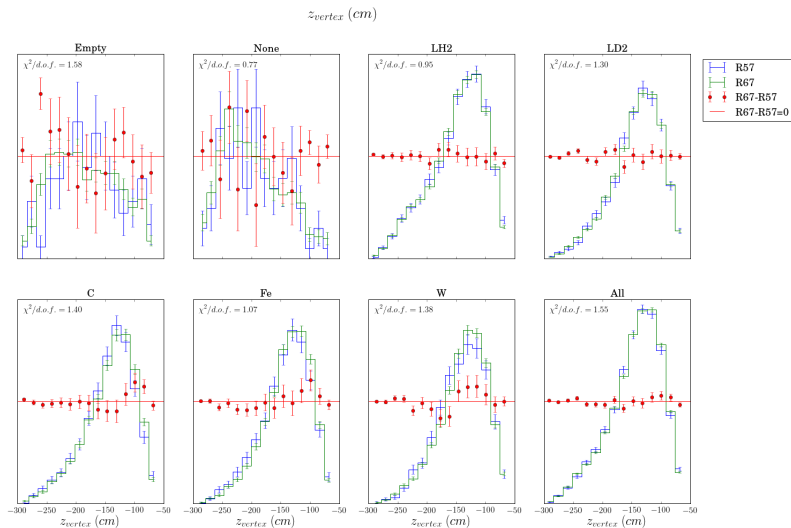 z_vertex (cm)
Empty
None
LH2
LD2
χ²/d.o.f. = 1.58
χ²/d.o.f. = 0.77
χ²/d.o.f. = 0.95
χ²/d.o.f. = 1.30
R57
R67
R67-R57
R67-R57=0
C
Fe
W
All
χ²/d.o.f. = 1.40
χ²/d.o.f. = 1.07
χ²/d.o.f. = 1.38
χ²/d.o.f. = 1.55
−300 −250 −200 −150 −100 −50
−300 −250 −200 −150 −100 −50
−300 −250 −200 −150 −100 −50
−300 −250 −200 −150 −100 −50
z_vertex (cm)
z_vertex (cm)
z_vertex (cm)
z_vertex (cm)